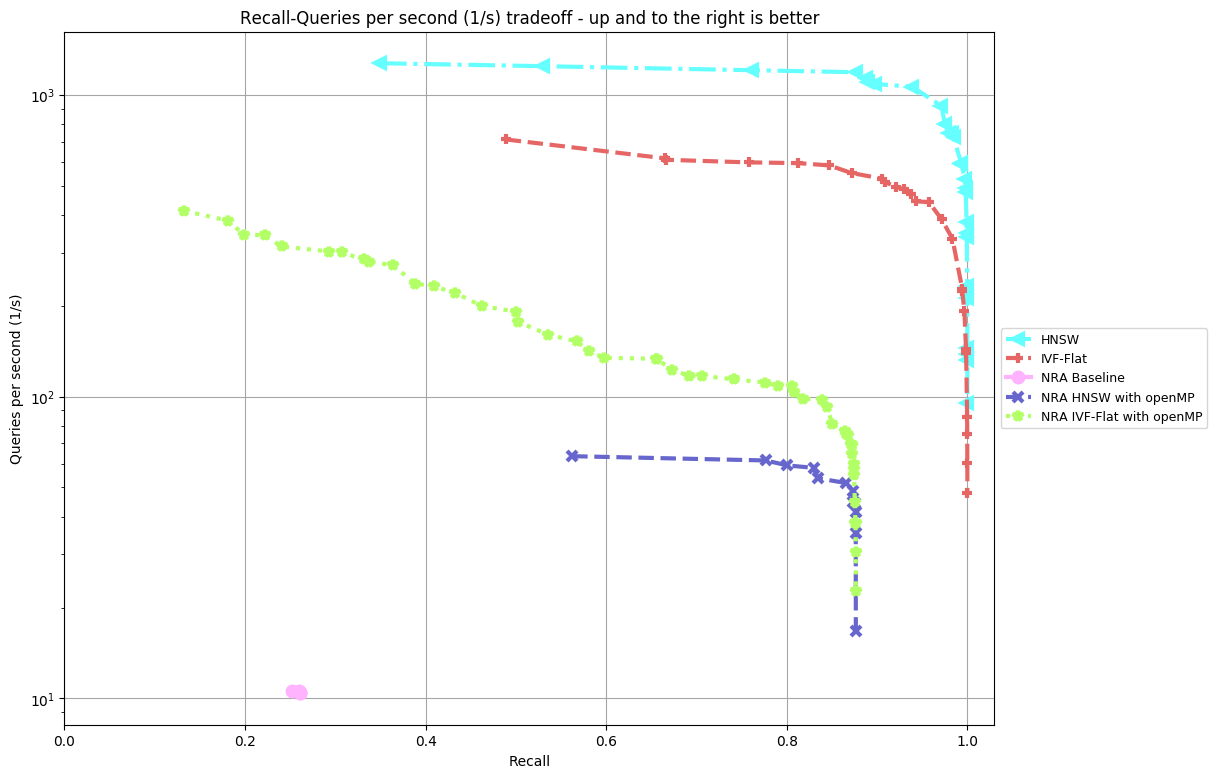 Recall-Queries per second (1/s) tradeoff - up and to the right is better
Queries per second (1/s)
10³
10²
10¹
0.0 0.2 0.4 0.6 0.8 1.0
Recall
HNSW
IVF-Flat
NRA Baseline
NRA HNSW with openMP
NRA IVF-Flat with openMP